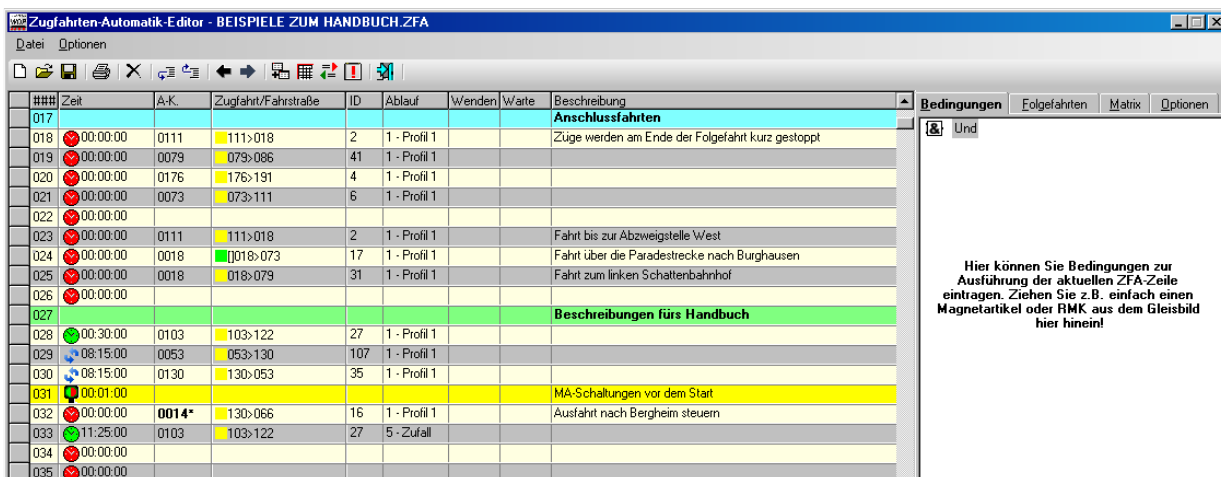 Zugfahrten-Automatik-Editor - BEISPIELE ZUM HANDBUCH.ZFA
Datei Optionen
### Zeit A-K. Zugfahrt/Fahrstraße ID Ablauf Wenden Warte Beschreibung
017 Anschlussfahrten
018 00:00:00 0111 111>018 2 1 - Profil 1 Züge werden am Ende der Folgefahrt kurz gestoppt
019 00:00:00 0079 079>086 41 1 - Profil 1
020 00:00:00 0176 176>191 4 1 - Profil 1
021 00:00:00 0073 073>111 6 1 - Profil 1
022 00:00:00
023 00:00:00 0111 111>018 2 1 - Profil 1 Fahrt bis zur Abzweigstelle West
024 00:00:00 0018 []018>073 17 1 - Profil 1 Fahrt über die Paradestrecke nach Burghausen
025 00:00:00 0018 018>079 31 1 - Profil 1 Fahrt zum linken Schattenbahnhof
026 00:00:00
027 Beschreibungen fürs Handbuch
028 00:30:00 0103 103>122 27 1 - Profil 1
029 08:15:00 0053 053>130 107 1 - Profil 1
030 08:15:00 0130 130>053 35 1 - Profil 1
031 00:01:00 MA-Schaltungen vor dem Start
032 00:00:00 0014* 130>066 16 1 - Profil 1 Ausfahrt nach Bergheim steuern
033 11:25:00 0103 103>122 27 5 - Zufall
034 00:00:00
035 00:00:00
Bedingungen Folgefahrten Matrix Optionen
{&} Und
Hier können Sie Bedingungen zur
Ausführung der aktuellen ZFA-Zeile
eintragen. Ziehen Sie z.B. einfach einen
Magnetartikel oder RMK aus dem Gleisbild
hier hinein!